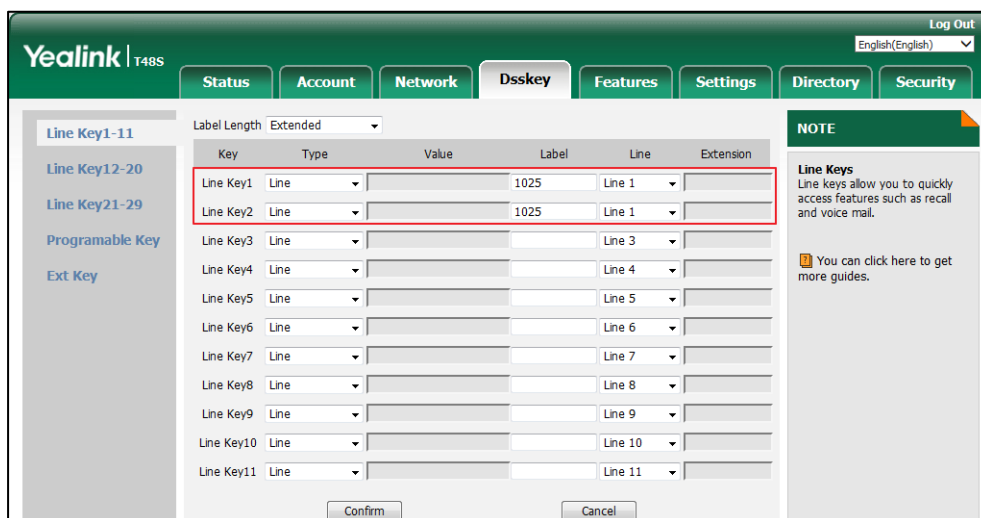 Log Out
English(English)
Yealink T48S
Status Account Network Dsskey Features Settings Directory Security
Line Key1-11
Line Key12-20
Line Key21-29
Programable Key
Ext Key
Label Length Extended
Key Type Value Label Line Extension
Line Key1 Line 1025 Line 1
Line Key2 Line 1025 Line 1
Line Key3 Line Line 3
Line Key4 Line Line 4
Line Key5 Line Line 5
Line Key6 Line Line 6
Line Key7 Line Line 7
Line Key8 Line Line 8
Line Key9 Line Line 9
Line Key10 Line Line 10
Line Key11 Line Line 11
Confirm Cancel
NOTE
Line Keys
Line keys allow you to quickly
access features such as recall
and voice mail.
You can click here to get
more guides.